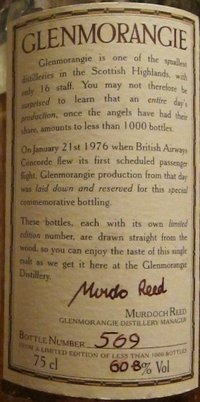 GLENMORANGIE
Glenmorangie is one of the smallest
distilleries in the Scottish Highlands, with
only 16 staff. You may not therefore be
surprised to learn that an entire day's
production, once the angels have had their
share, amounts to less than 1000 bottles.
On January 21st 1976 when British Airways
Concorde flew its first scheduled passenger
flight, Glenmorangie production from that day
was laid down and reserved for this special
commemorative bottling.
These bottles, each with its own limited
edition number, are drawn straight from the
wood, so you can enjoy the taste of this single
malt as we get it here at the Glenmorangie
Distillery.
Murdo Reed
MURDOCH REED
GLENMORANGIE DISTILLERY MANAGER
BOTTLE NUMBER 569
FROM A LIMITED EDITION OF LESS THAN 1000 BOTTLES
75 cl 60·8% Vol